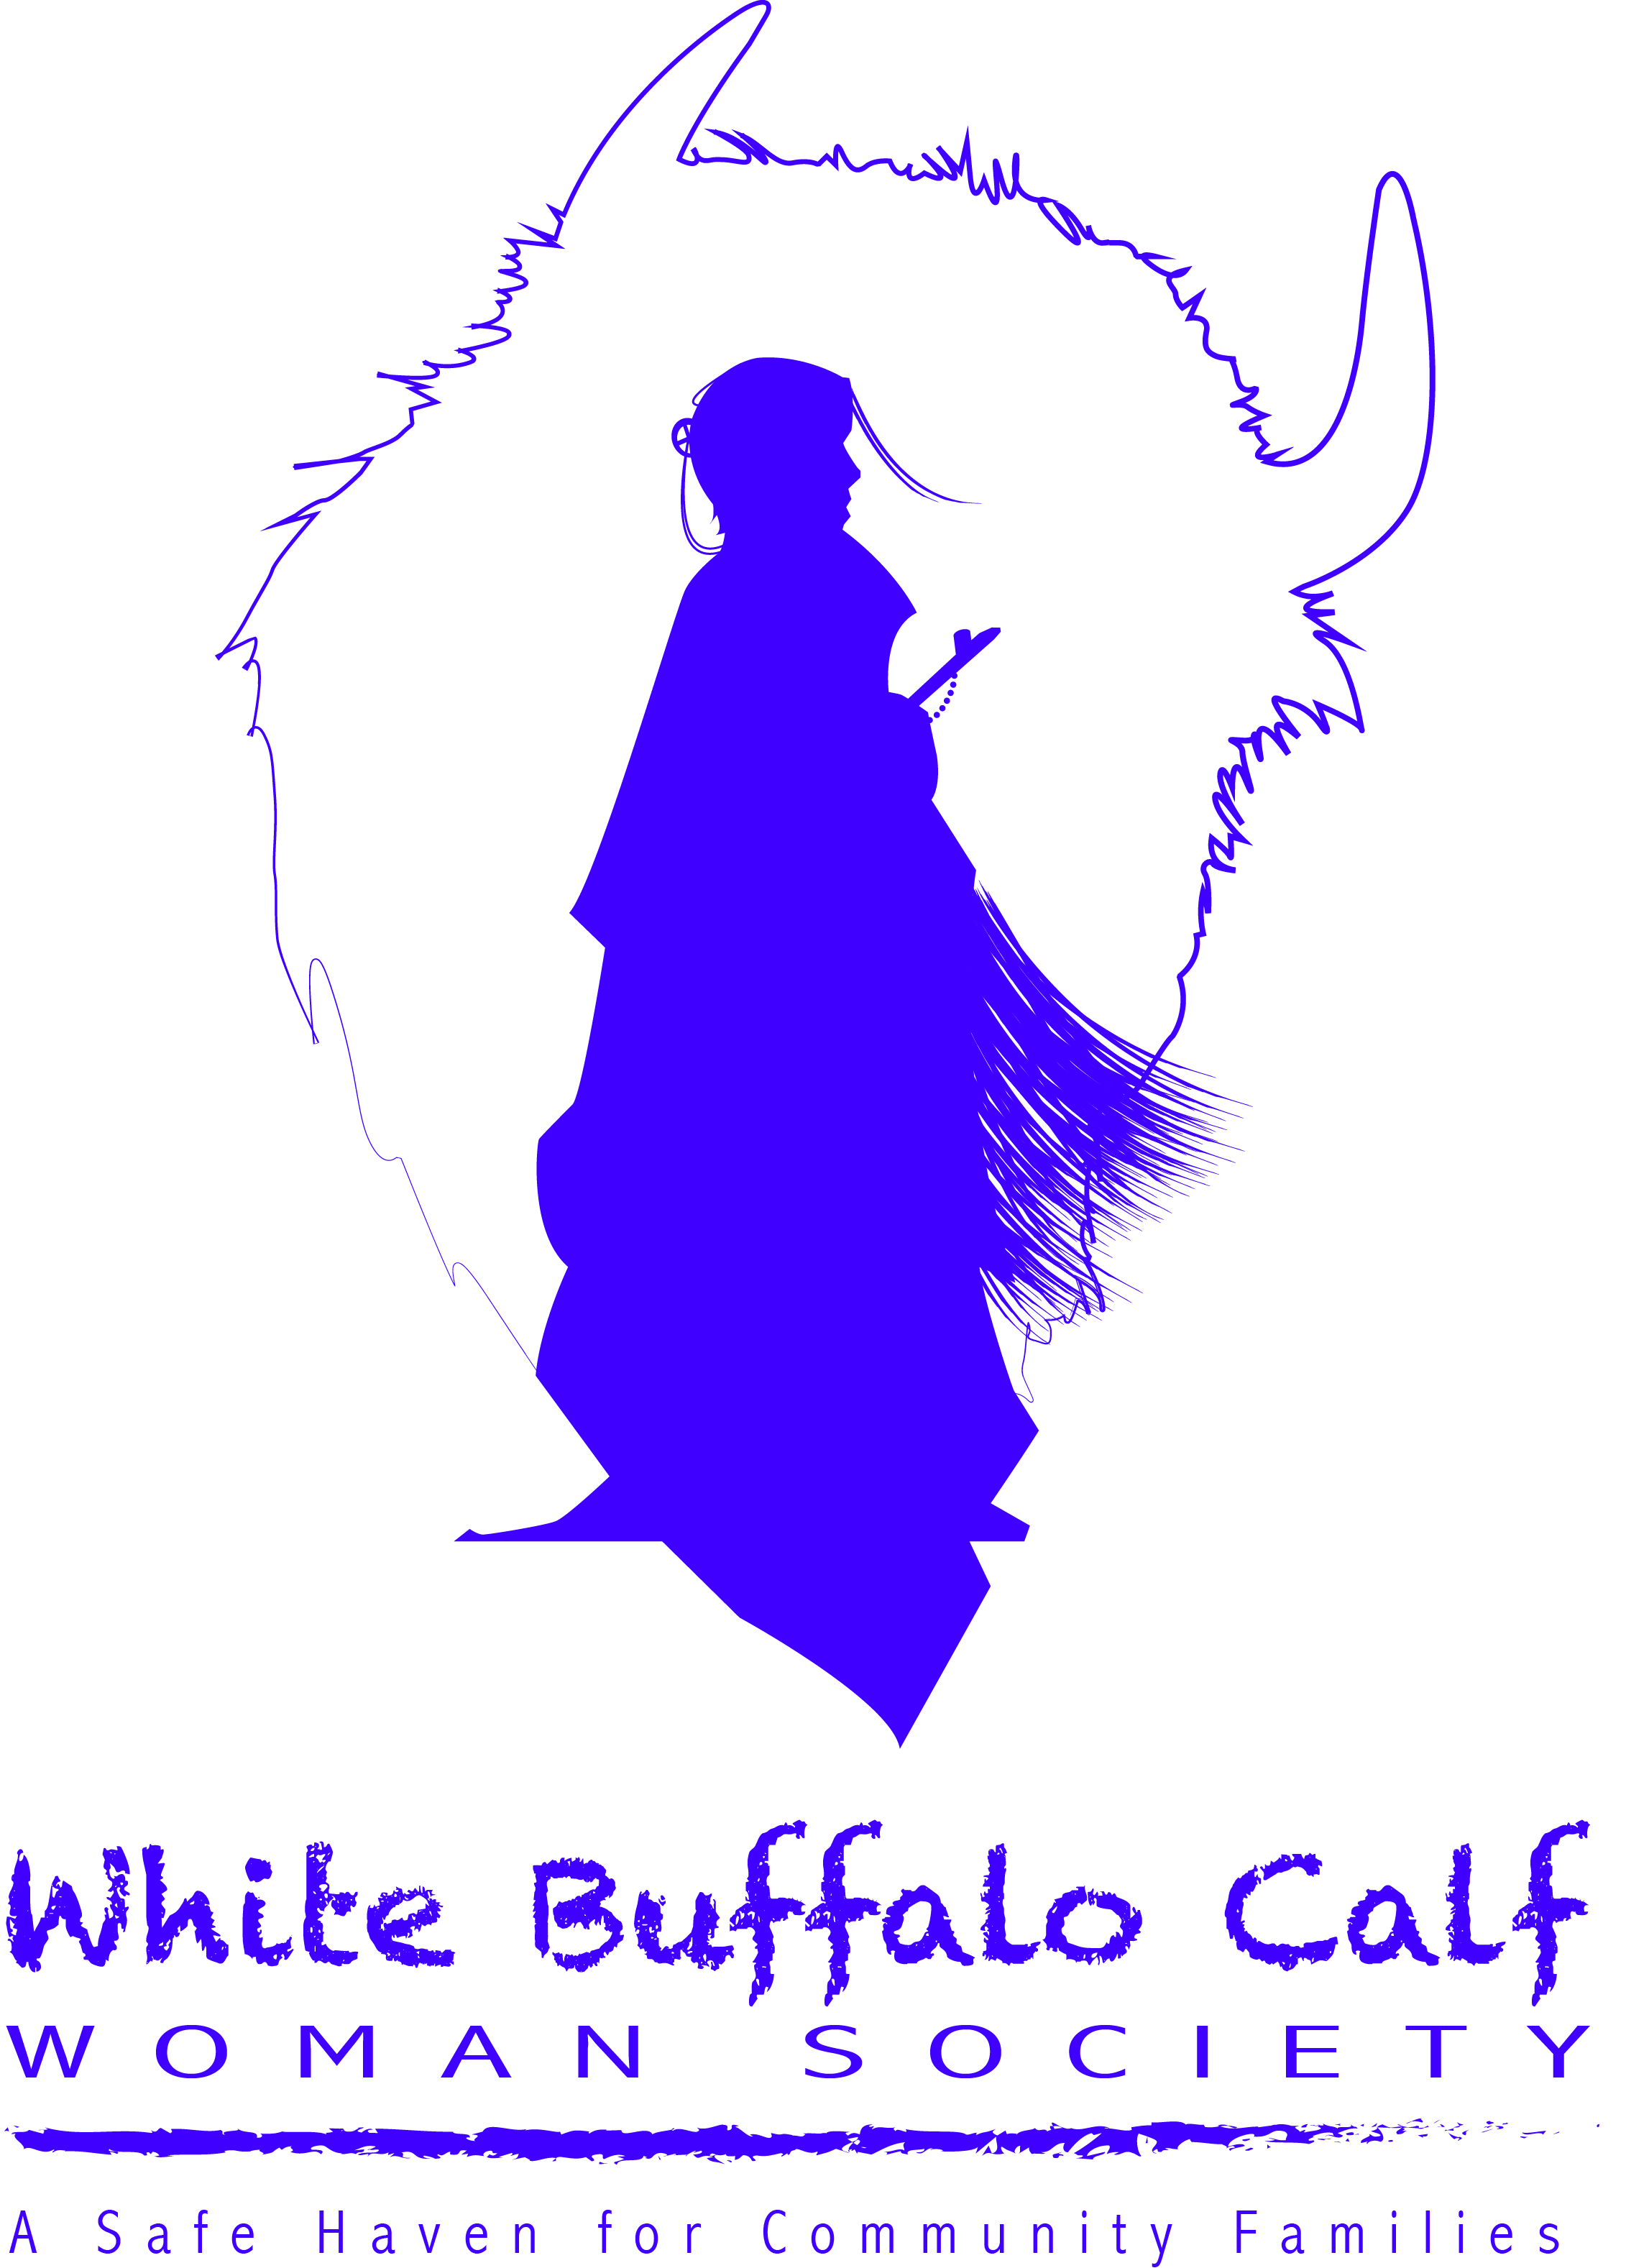 White Buffalo Calf
WOMAN SOCIETY
A Safe Haven for Community Families